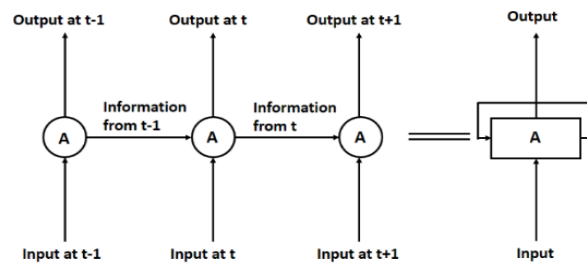 Output at t-1
Output at t
Output at t+1
Output
Information
from t-1
Information
from t
A
A
A
A
Input at t-1
Input at t
Input at t+1
Input